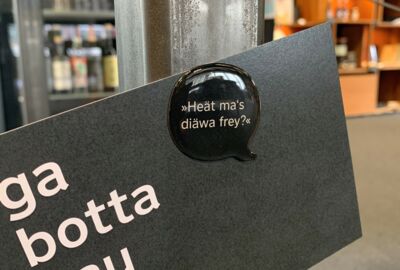 »Heät ma's
diäwa frey?«
ga
botta